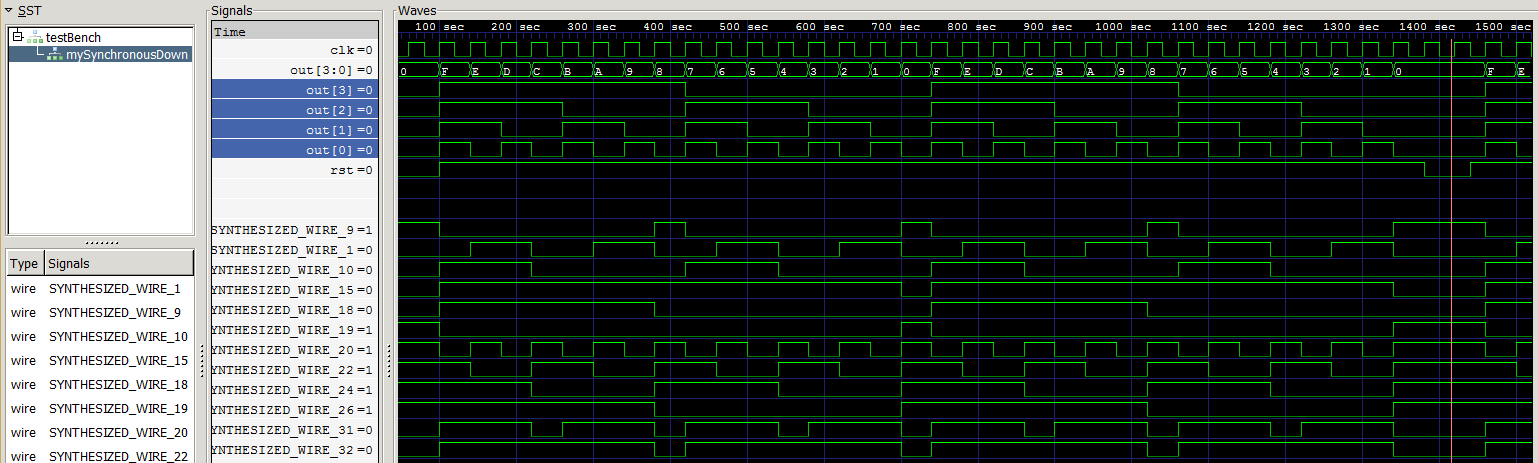 SST
testBench
mySynchronousDown
Type Signals
wire SYNTHESIZED_WIRE_1
wire SYNTHESIZED_WIRE_9
wire SYNTHESIZED_WIRE_10
wire SYNTHESIZED_WIRE_15
wire SYNTHESIZED_WIRE_18
wire SYNTHESIZED_WIRE_19
wire SYNTHESIZED_WIRE_20
wire SYNTHESIZED_WIRE_22
Signals
Time
clk=0
out[3:0]=0
out[3]=0
out[2]=0
out[1]=0
out[0]=0
rst=0
SYNTHESIZED_WIRE_9=1
SYNTHESIZED_WIRE_1=0
YNTHESIZED_WIRE_10=0
YNTHESIZED_WIRE_15=0
YNTHESIZED_WIRE_18=0
YNTHESIZED_WIRE_19=1
YNTHESIZED_WIRE_20=1
YNTHESIZED_WIRE_22=1
YNTHESIZED_WIRE_24=1
YNTHESIZED_WIRE_26=1
YNTHESIZED_WIRE_31=0
YNTHESIZED_WIRE_32=0
Waves
100 sec 200 sec 300 sec 400 sec 500 sec 600 sec 700 sec 800 sec 900 sec 1000 sec 1100 sec 1200 sec 1300 sec 1400 sec 1500 sec
0 F E D C B A 9 8 7 6 5 4 3 2 1 0 F E D C B A 9 8 7 6 5 4 3 2 1 0 F E